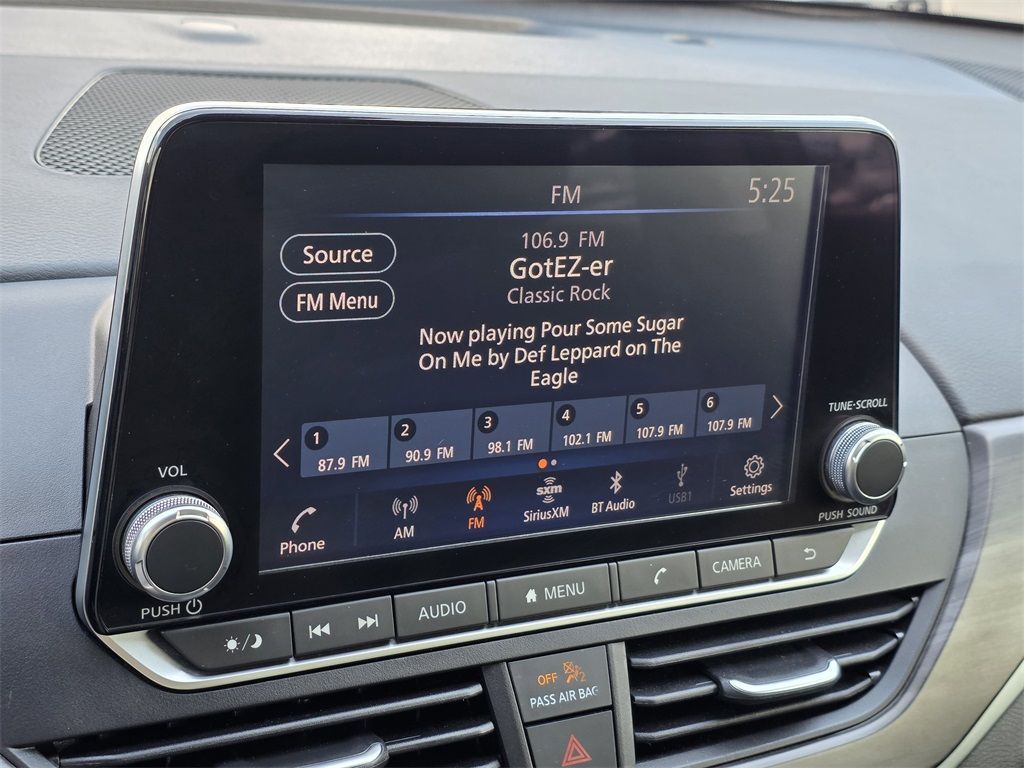 FM
5:25
106.9 FM
Source
GotEZ-er
FM Menu
Classic Rock
Now playing Pour Some Sugar
On Me by Def Leppard on The
Eagle
1
2
3
4
5
6
87.9 FM
90.9 FM
98.1 FM
102.1 FM
107.9 FM
107.9 FM
Phone
AM
FM
sxm
SiriusXM
BT Audio
USB1
Settings
VOL
PUSH
TUNE·SCROLL
PUSH SOUND
AUDIO
MENU
CAMERA
OFF
2
PASS AIR BAG